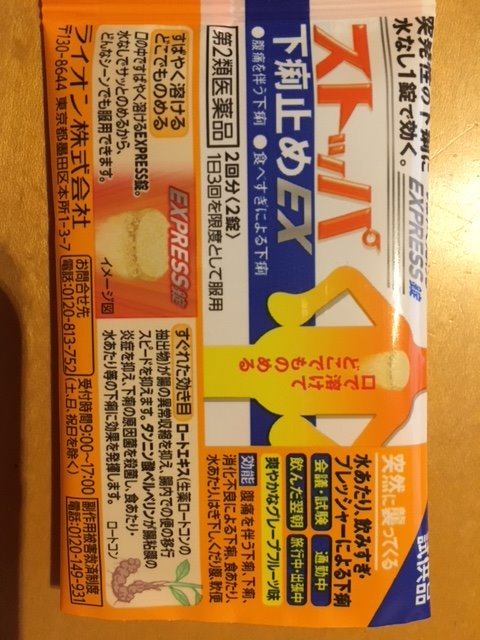 試供品
突発性の下痢に
水なし1錠で効く。
EXPRESS錠
ストッパ
下痢止めEX
●腹痛を伴う下痢 ●食べすぎによる下痢
第2類医薬品
2回分〈2錠〉
1日3回を限度として服用
口で溶けて
どこでものめる
突然に襲ってくる
水あたり、飲みすぎ・
プレッシャーによる下痢
会議・試験 通勤中
飲んだ翌朝 旅行中・出張中
爽やかなグレープフルーツ味
効能 腹痛を伴う下痢、下痢、
消化不良による下痢、食あたり、
水あたり、はき下し、くだり腹、軟便
すばやく溶ける
どこでものめる
口の中ですばやく溶けるEXPRESS錠。
水なしでサッとのめるから、
どんなシーンでも服用できます。
EXPRESS錠
イメージ図
すぐれた効き目 ロートエキス(生薬ロートコンの
抽出物)が腸の異常収縮を抑え、腸内での便の移行
スピードを抑えます。タンニン酸ベルベリンが腸粘膜の
炎症を抑え、下痢の原因菌を殺菌し、食あたり・
水あたり等の下痢に効果を発揮します。
ロートコン
ライオン株式会社
〒130-8644 東京都墨田区本所1-3-7
お問合せ先
電話:0120-813-752
受付時間9:00~17:00
(土、日、祝日を除く)
副作用被害救済制度
電話:0120-149-931